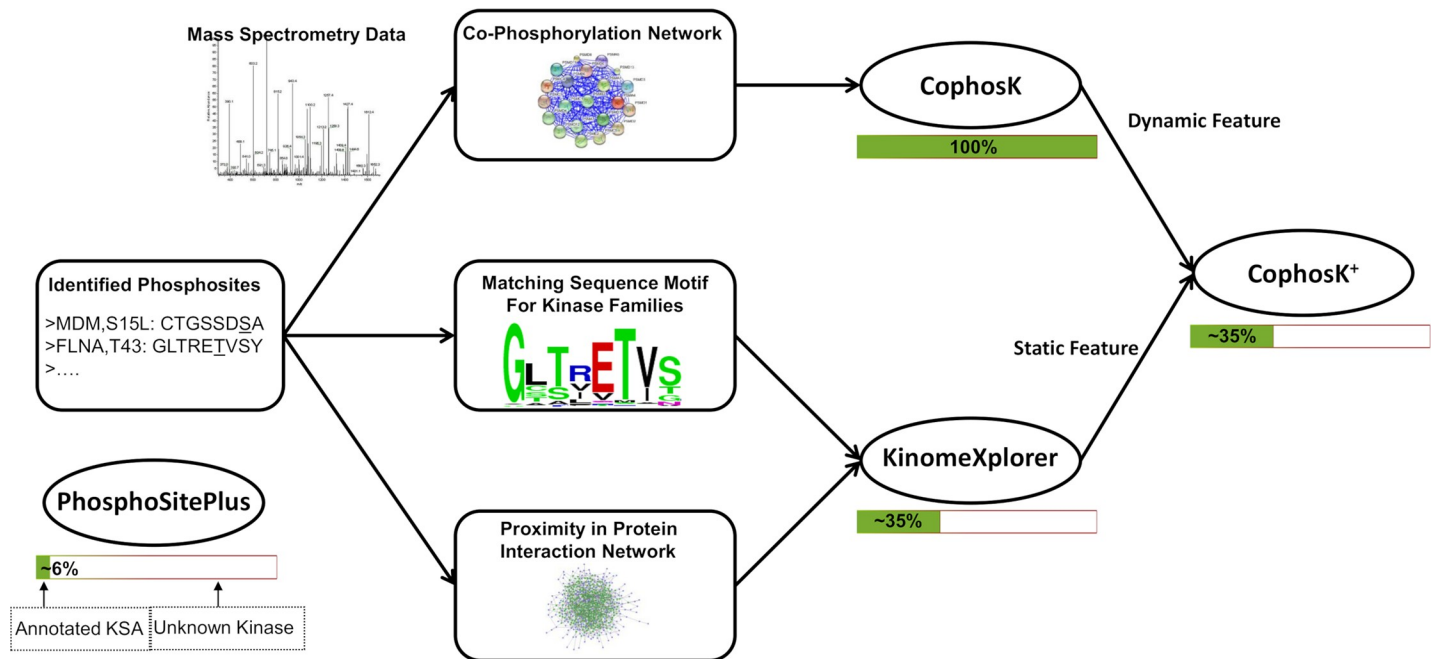 Mass Spectrometry Data
Co-Phosphorylation Network
CophosK
100%
Dynamic Feature
Identified Phosphosites
>MDM,S15L: CTGSSDSA
>FLNA,T43: GLTRETVSY
>....
Matching Sequence Motif
For Kinase Families
GLTRETVS
CophosK⁺
~35%
Static Feature
KinomeXplorer
~35%
PhosphoSitePlus
~6%
Annotated KSA
Unknown Kinase
Proximity in Protein
Interaction Network